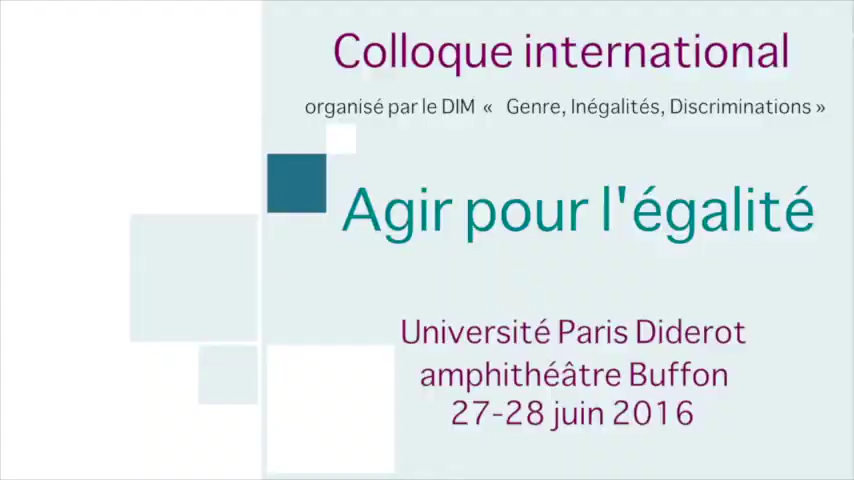 Colloque international
organisé par le DIM « Genre, Inégalités, Discriminations »
Agir pour l'égalité
Université Paris Diderot
amphithéâtre Buffon
27-28 juin 2016